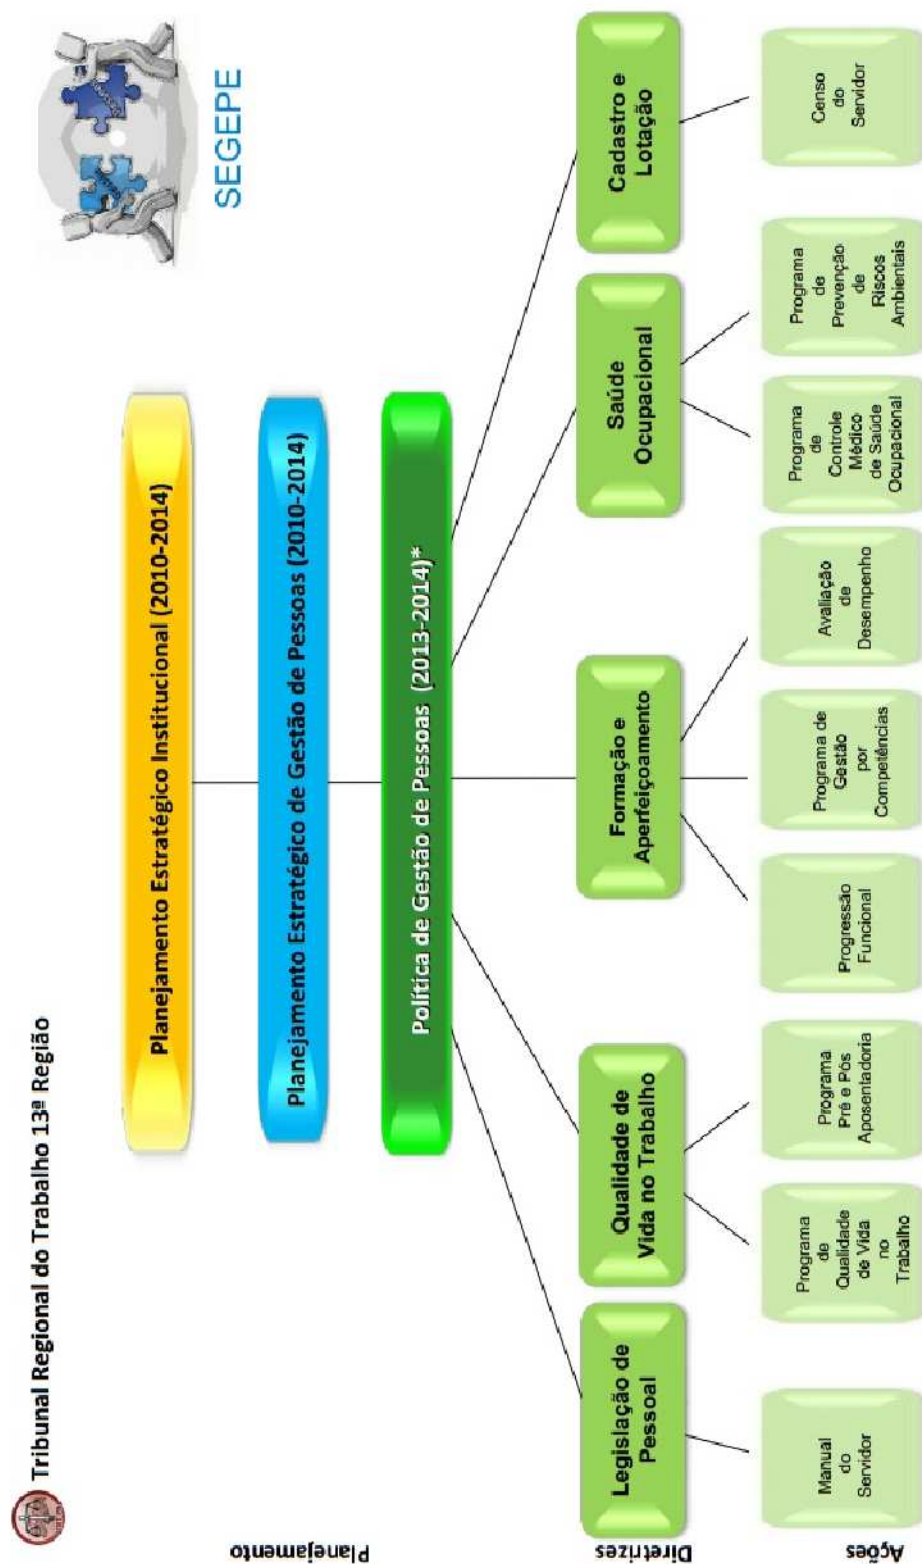 Tribunal Regional do Trabalho 13ª Região
SEGEPE
Planejamento
Planejamento Estratégico Institucional (2010-2014)
Planejamento Estratégico de Gestão de Pessoas (2010-2014)
Política de Gestão de Pessoas (2013-2014)*
Diretrizes
Legislação de
Pessoal
Qualidade de
Vida no Trabalho
Formação e
Aperfeiçoamento
Saúde
Ocupacional
Cadastro e
Lotação
Ações
Manual
do
Servidor
Programa
de
Qualidade
de Vida
no
Trabalho
Programa
Pré e Pós
Aposentadoria
Progressão
Funcional
Programa de
Gestão
por
Competências
Avaliação
de
Desempenho
Programa
de
Controle
Médico
de Saúde
Ocupacional
Programa
de
Prevenção
de
Riscos
Ambientais
Censo
do
Servidor